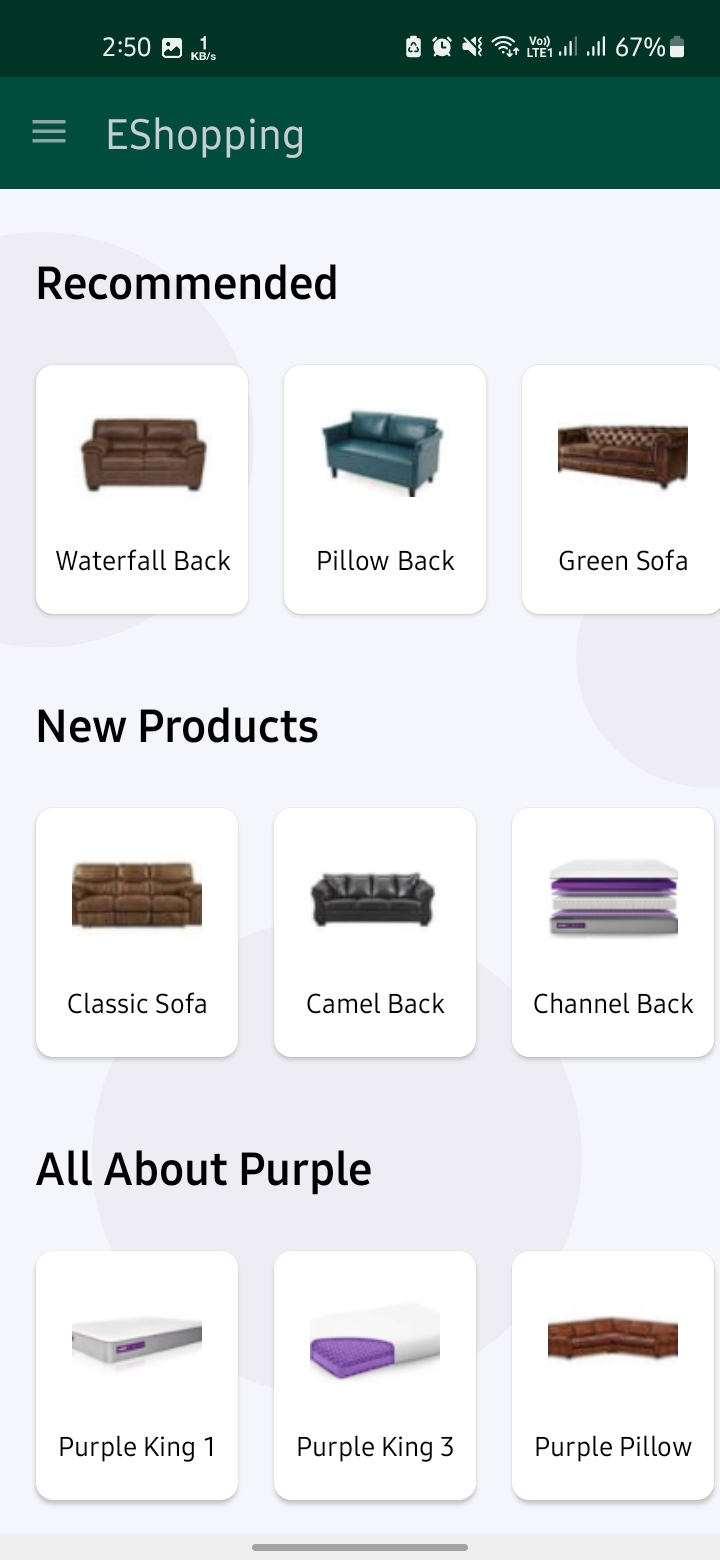 2:50 1 KB/s Vo)) LTE1 67%
EShopping
Recommended
Waterfall Back
Pillow Back
Green Sofa
New Products
Classic Sofa
Camel Back
Channel Back
All About Purple
Purple King 1
Purple King 3
Purple Pillow